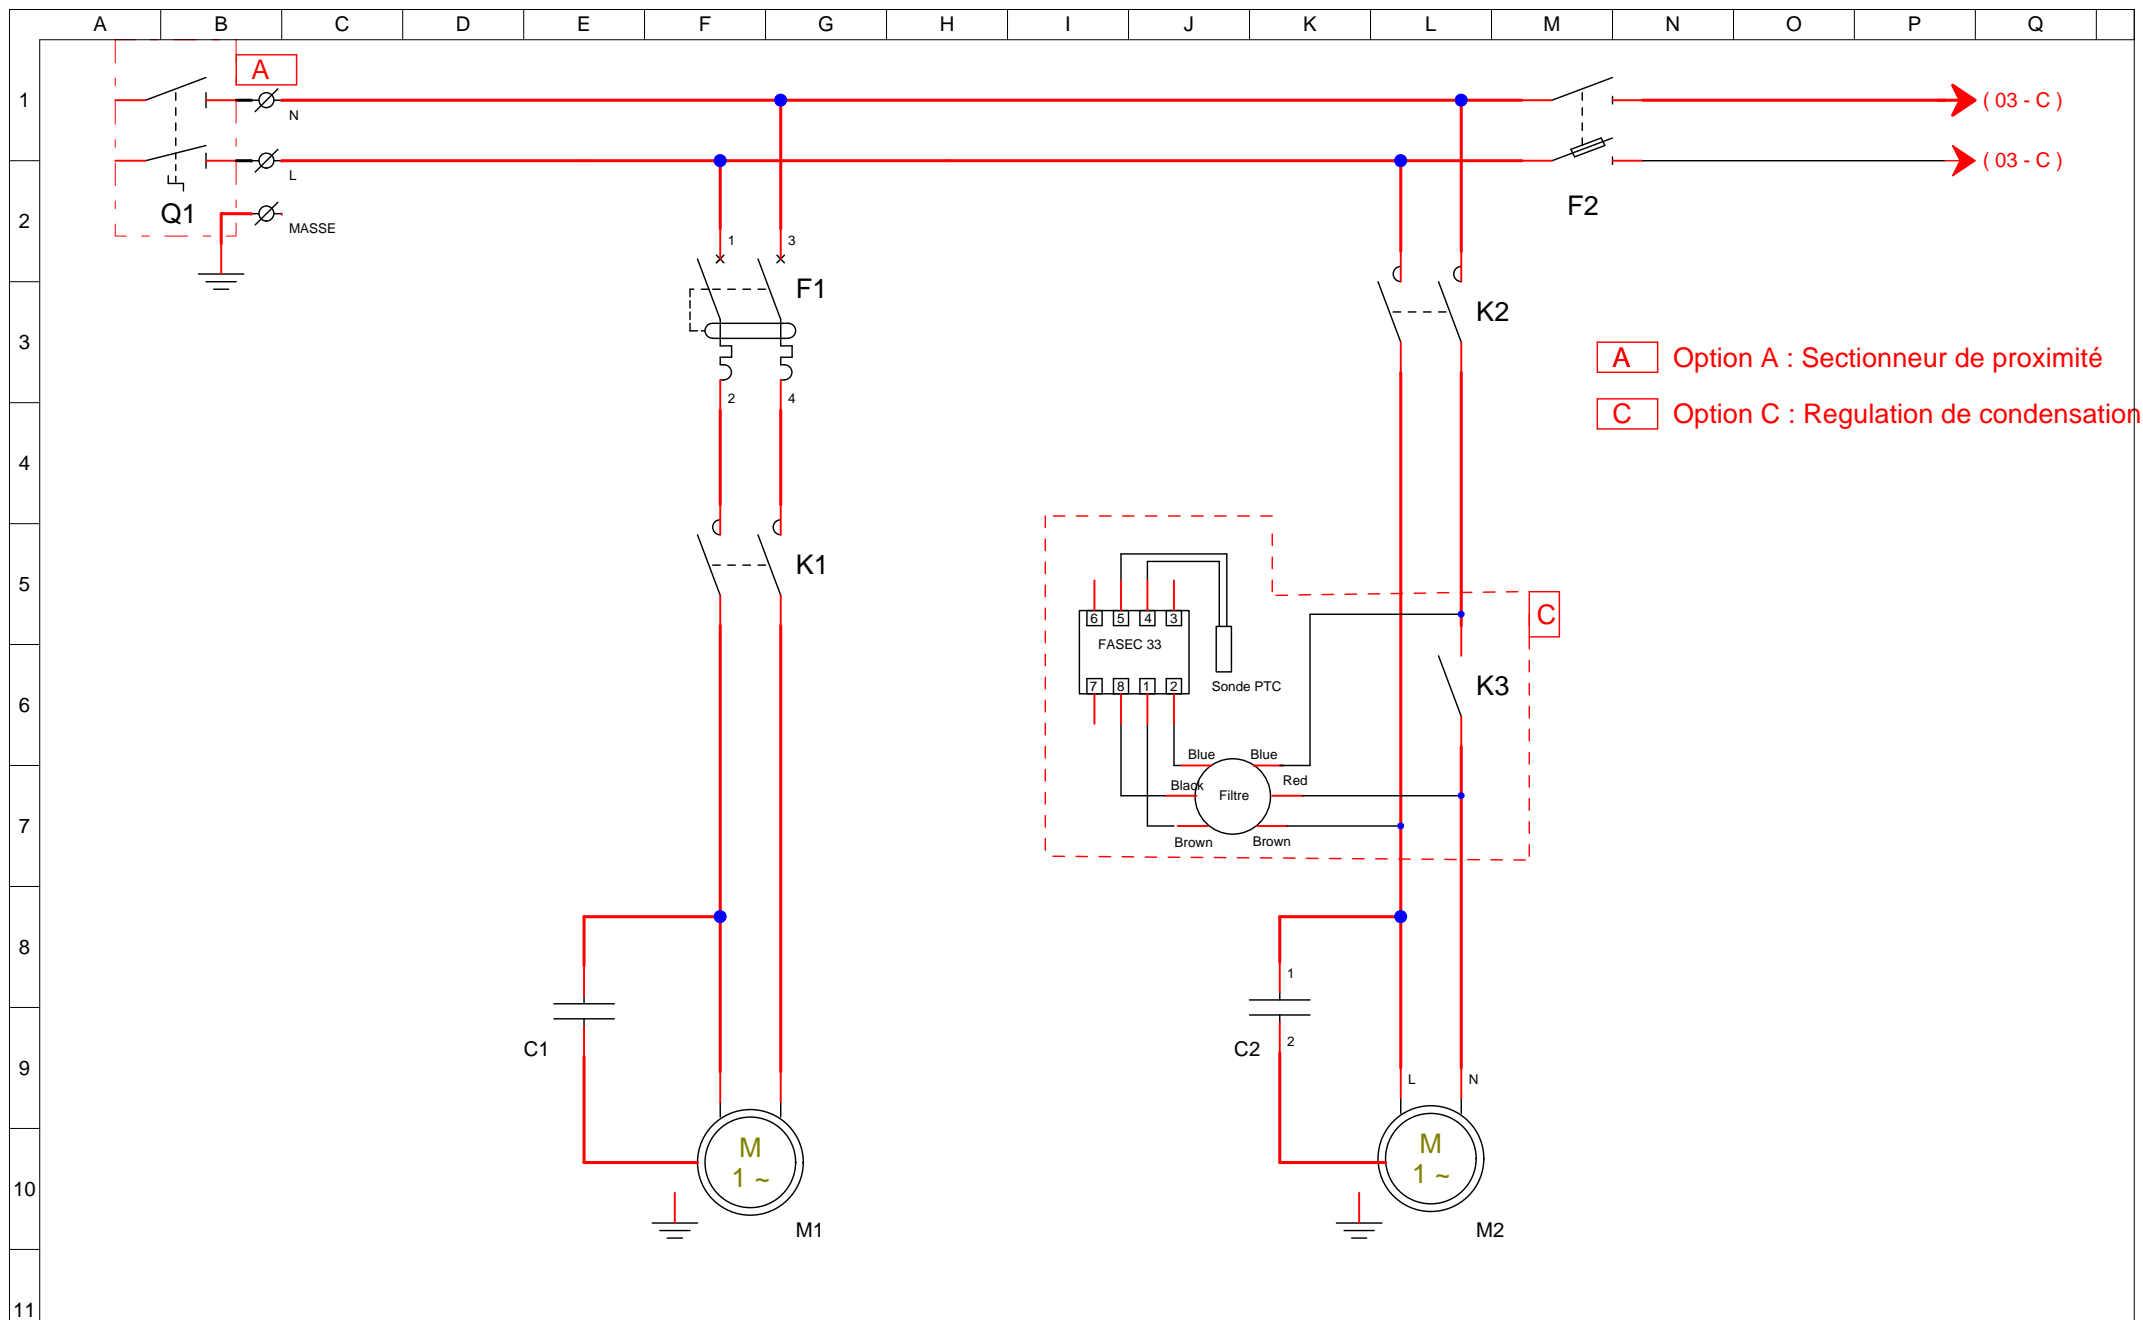 A B C D E F G H I J K L M N O P Q
1
A
N
( 03 - C )
L
( 03 - C )
Q1
F2
2
MASSE
1 3
F1
K2
3
A Option A : Sectionneur de proximité
2 4
C Option C : Regulation de condensation
4
K1
5
C
6 5 4 3
FASEC 33
7 8 1 2
Sonde PTC
K3
6
Blue Blue
Black Filtre Red
Brown Brown
7
8
1
C1
C2 2
9
L N
M
1 ~
M
1 ~
10
M1
M2
11